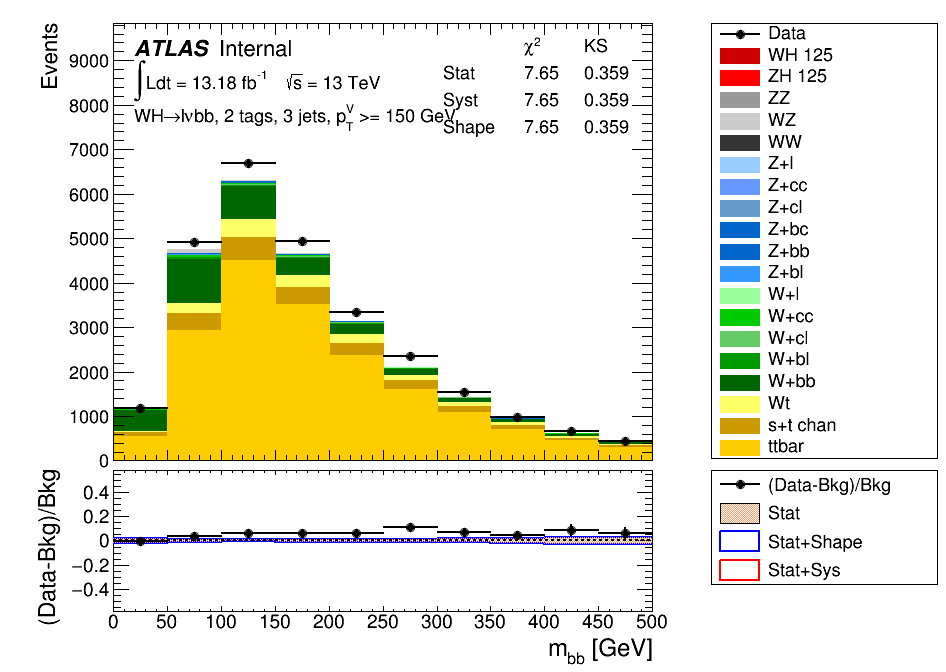 Events
9000
8000
7000
6000
5000
4000
3000
2000
1000
0
ATLAS Internal
∫Ldt = 13.18 fb⁻¹ √s = 13 TeV
WH→lνbb, 2 tags, 3 jets, p_T^V >= 150 GeV
χ² KS
Stat 7.65 0.359
Syst 7.65 0.359
Shape 7.65 0.359
Data
WH 125
ZH 125
ZZ
WZ
WW
Z+l
Z+cc
Z+cl
Z+bc
Z+bb
Z+bl
W+l
W+cc
W+cl
W+bl
W+bb
Wt
s+t chan
ttbar
(Data-Bkg)/Bkg
0.4
0.2
0
−0.2
−0.4
0 50 100 150 200 250 300 350 400 450 500
m_bb [GeV]
(Data-Bkg)/Bkg
Stat
Stat+Shape
Stat+Sys